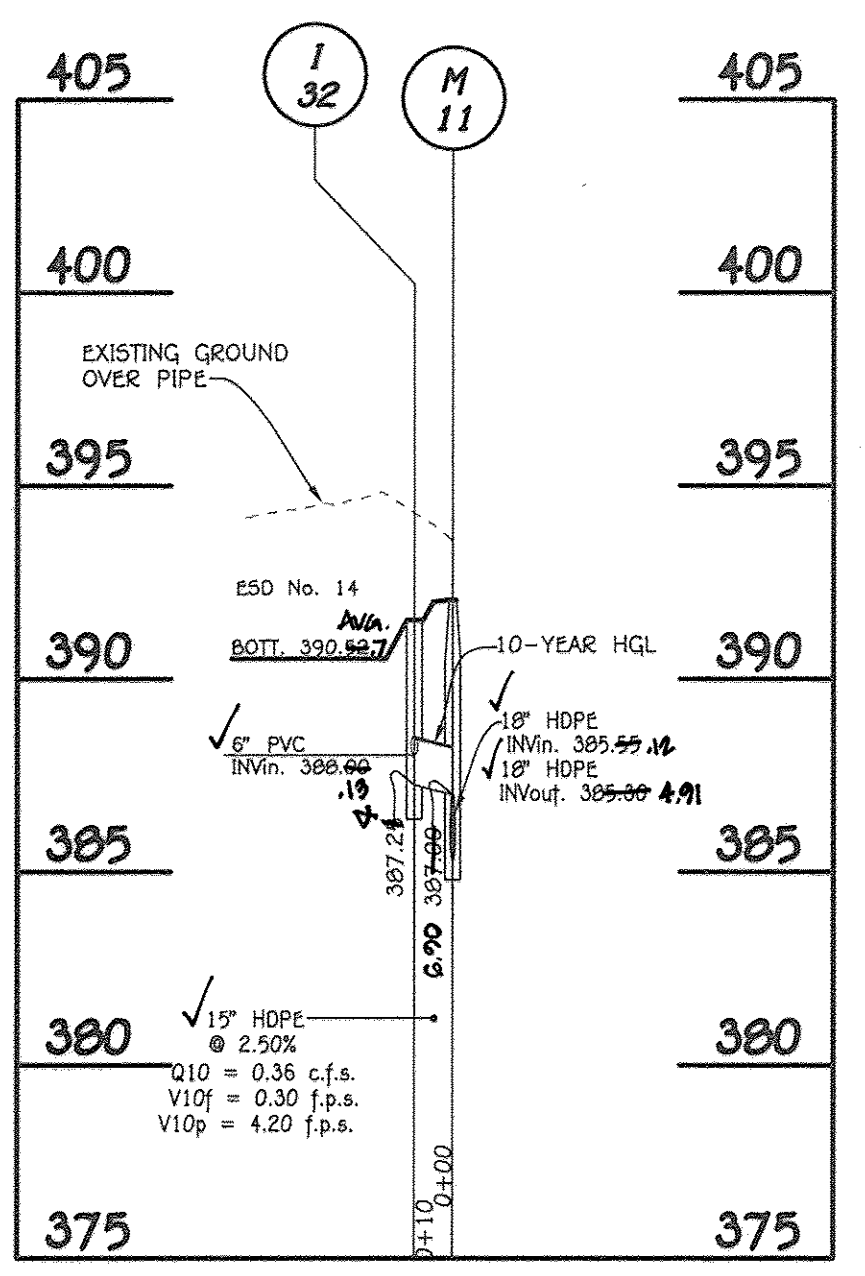 I
32
M
11
405
405
400
400
EXISTING GROUND
OVER PIPE
395
395
ESD No. 14
AVG.
BOTT. 390.52 .7
390
390
10-YEAR HGL
6" PVC
INVin. 388.00
.13
18" HDPE
INVin. 385.55 .12
18" HDPE
INVout. 385.30 4.91
385
385
387.2
387.00
6.90
15" HDPE
@ 2.50%
Q10 = 0.36 c.f.s.
V10f = 0.30 f.p.s.
V10p = 4.20 f.p.s.
380
380
0+10
0+00
375
375